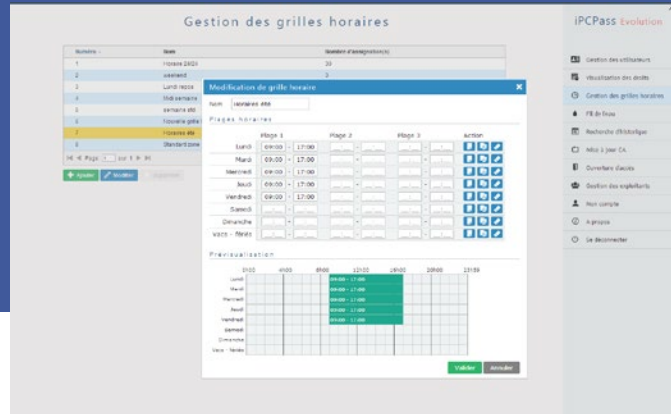 Gestion des grilles horaires
iPCPass Evolution
Numéro Nom Nombre d'assignation(s)
1 Horaire 24/24 30
2 weekend 3
3 Lundi repos
4 Midi semaine
5 semaine été
6 Nouvelle grille
7 Horaires été
8 Standard zone
Page 1 sur 1
Ajouter Modifier Supprimer
Modification de grille horaire
Nom Horaires été
Plages horaires
Plage 1 Plage 2 Plage 3 Action
Lundi 09:00 - 17:00
Mardi 09:00 - 17:00
Mercredi 09:00 - 17:00
Jeudi 09:00 - 17:00
Vendredi 09:00 - 17:00
Samedi
Dimanche
Vacs - fériés
Prévisualisation
0h00 4h00 8h00 12h00 16h00 20h00 23h59
Lundi 09:00 - 17:00
Mardi 09:00 - 17:00
Mercredi 09:00 - 17:00
Jeudi 09:00 - 17:00
Vendredi 09:00 - 17:00
Samedi
Dimanche
Vacs - fériés
Valider Annuler
Gestion des utilisateurs
Visualisation des droits
Gestion des grilles horaires
Fil de l'eau
Recherche d'historique
Mise à jour CA
Ouverture d'accès
Gestion des exploitants
Mon compte
A propos
Se déconnecter